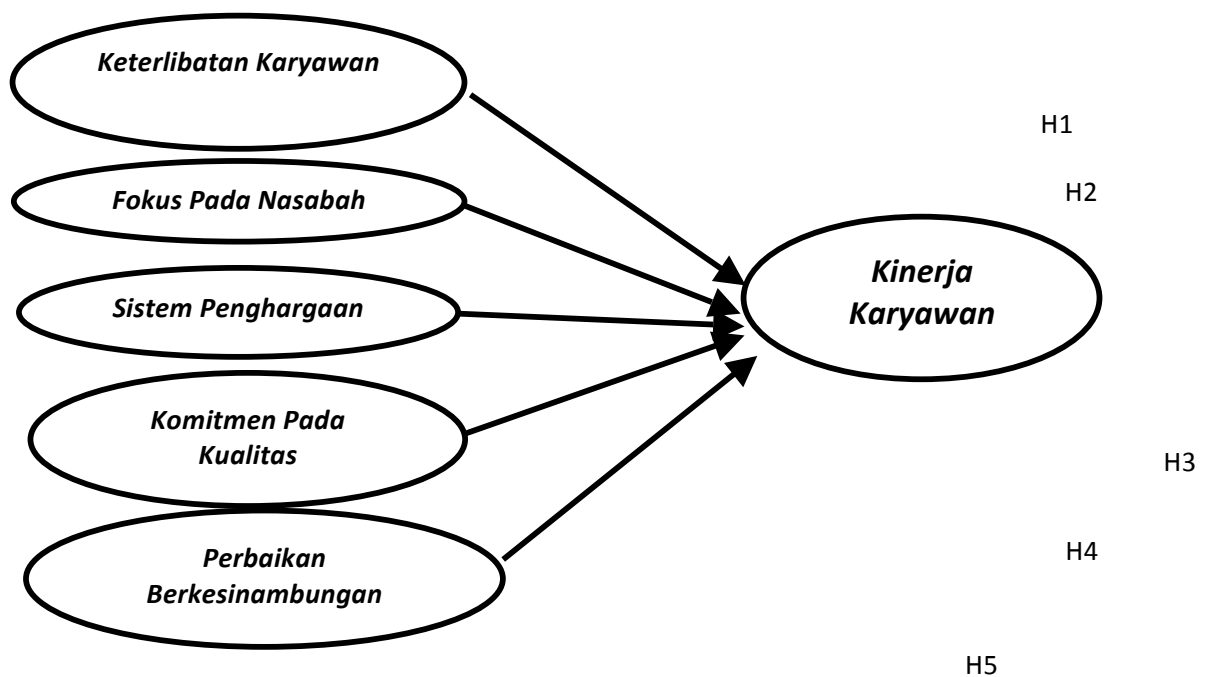 Keterlibatan Karyawan
H1
Fokus Pada Nasabah
H2
Kinerja
Karyawan
Sistem Penghargaan
Komitmen Pada
Kualitas
H3
Perbaikan
Berkesinambungan
H4
H5